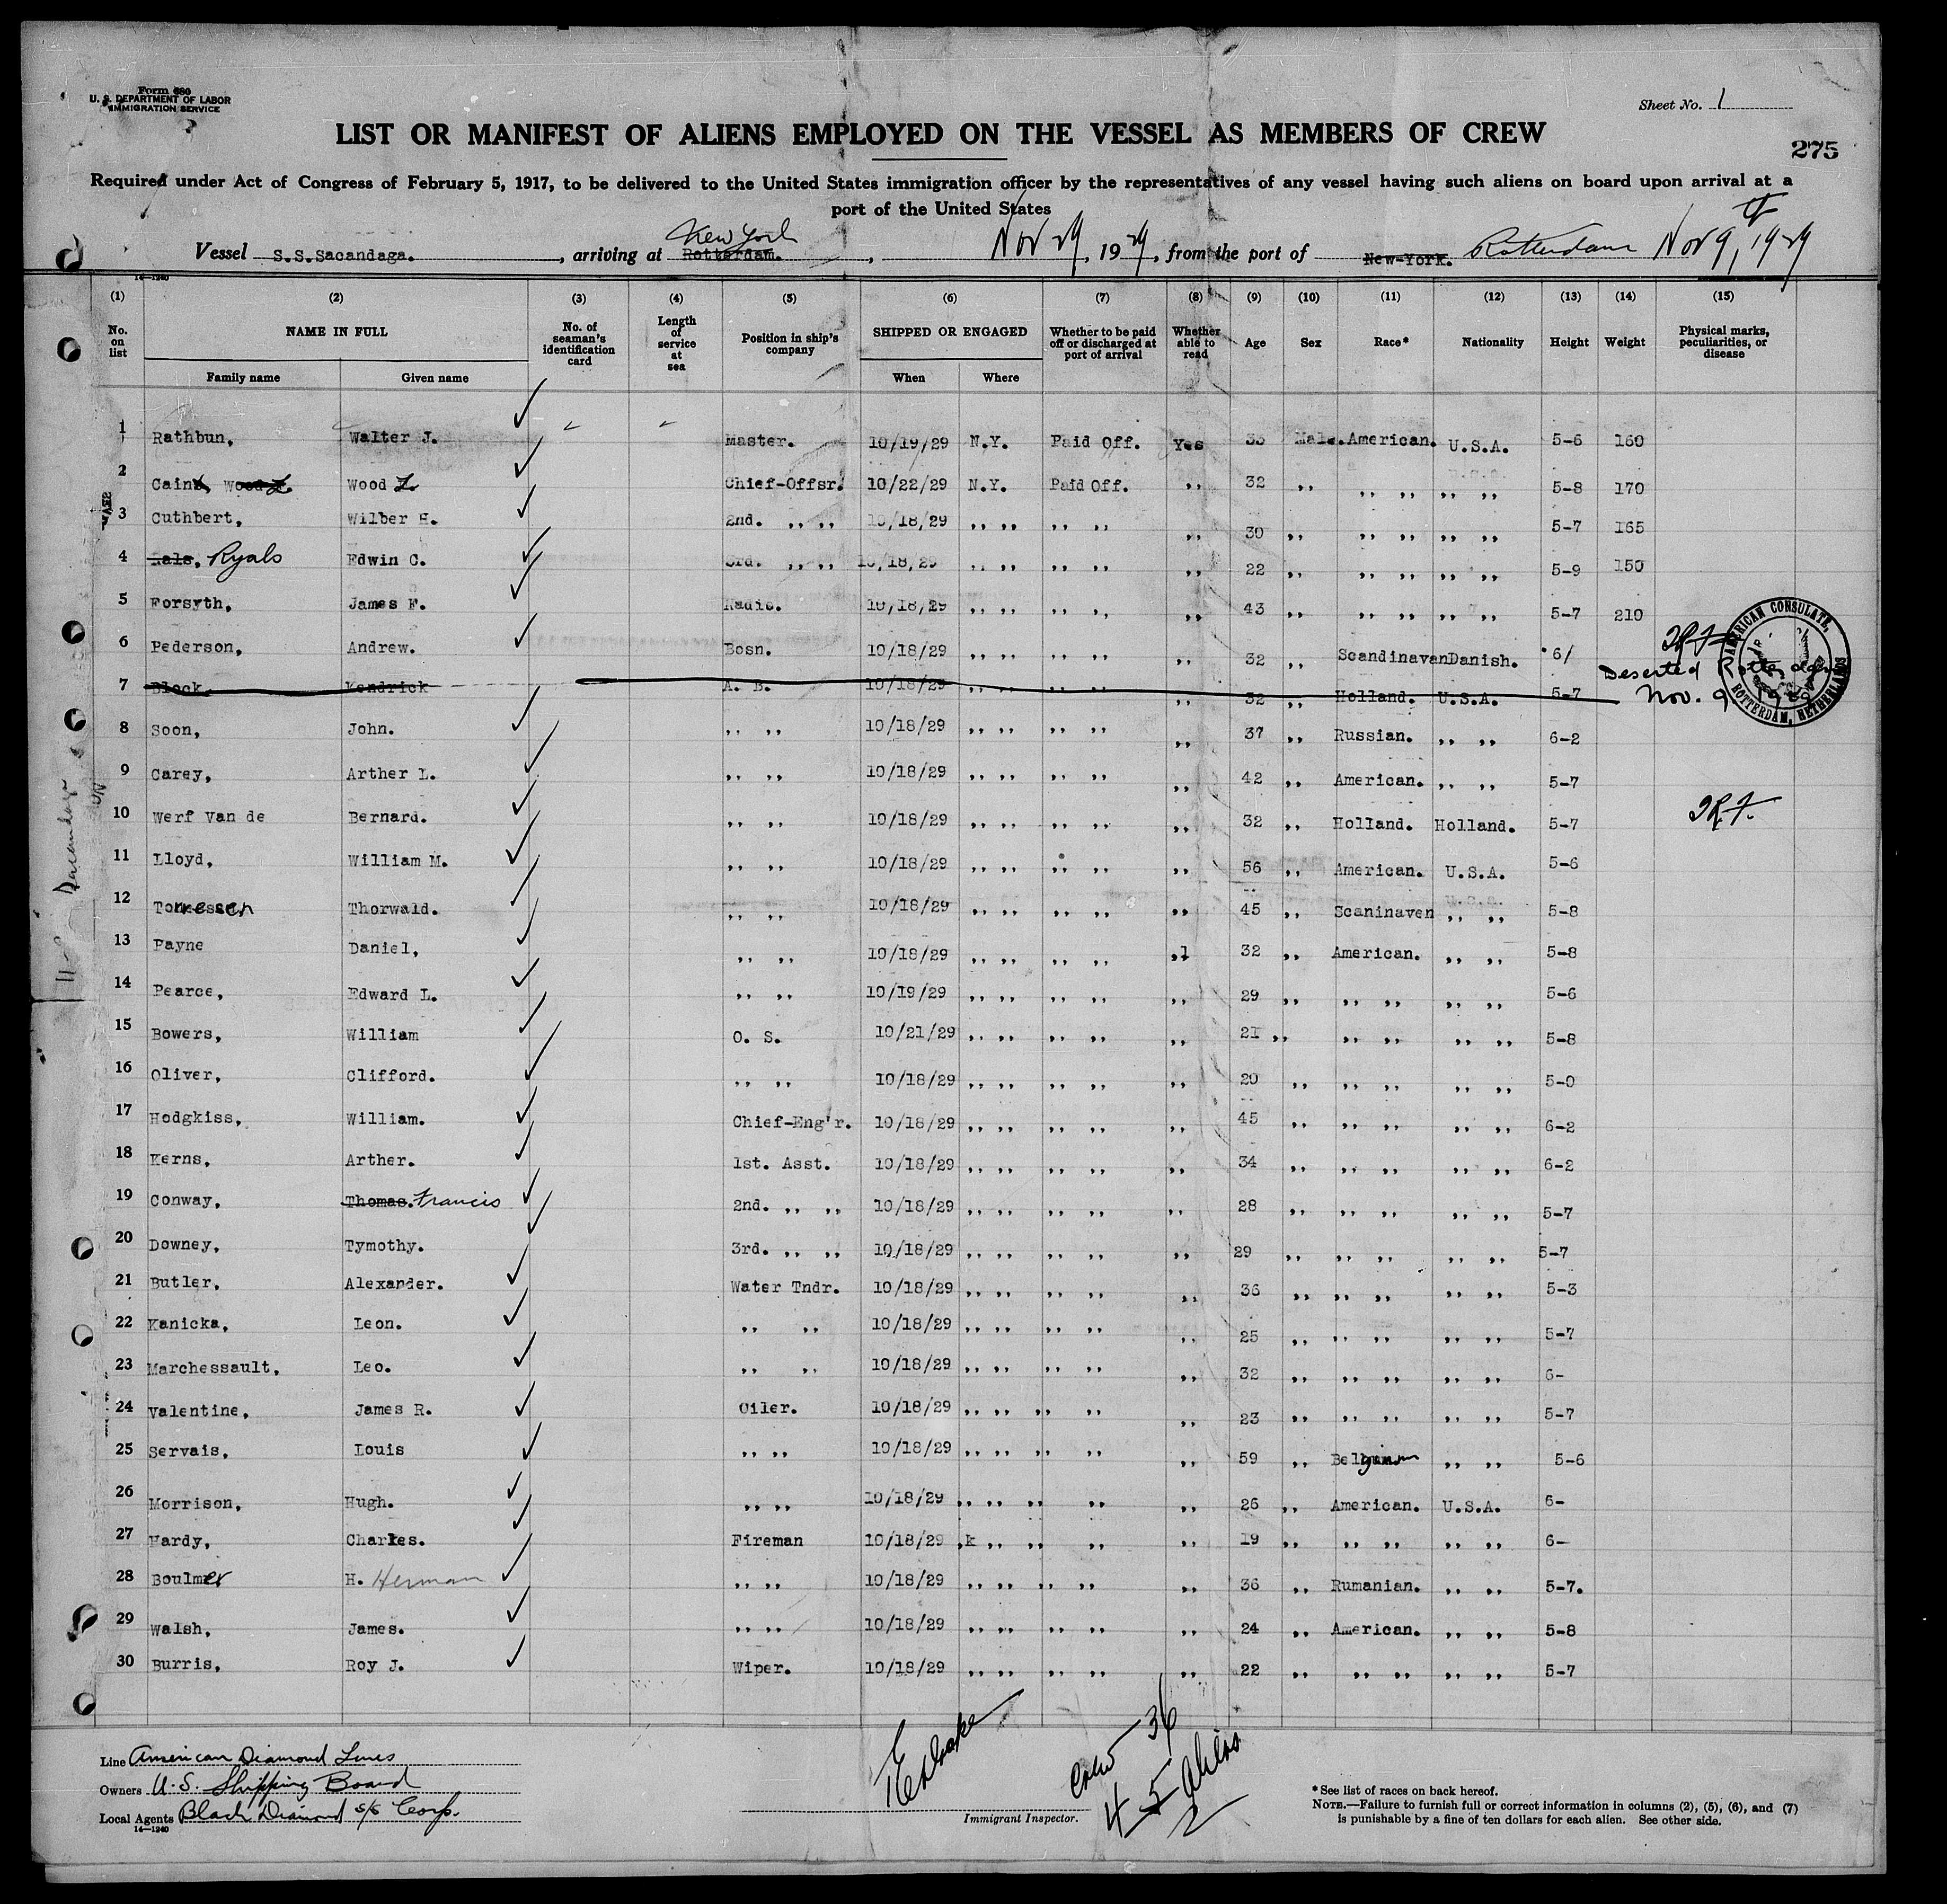 Form 680
U. S. DEPARTMENT OF LABOR
IMMIGRATION SERVICE
Sheet No. 1
LIST OR MANIFEST OF ALIENS EMPLOYED ON THE VESSEL AS MEMBERS OF CREW
275
Required under Act of Congress of February 5, 1917, to be delivered to the United States immigration officer by the representatives of any vessel having such aliens on board upon arrival at a
port of the United States
Vessel S.S.Sacandaga. , arriving at Rotterdam. New York , Nov 29, 1929, from the port of New-York. Rotterdam Nov 9, 1929
14—1240
(1) (2) (3) (4) (5) (6) (7) (8) (9) (10) (11) (12) (13) (14) (15)
No. on list NAME IN FULL No. of seaman's identification card Length of service at sea Position in ship's company SHIPPED OR ENGAGED Whether to be paid off or discharged at port of arrival Whether able to read Age Sex Race* Nationality Height Weight Physical marks, peculiarities, or disease
Family name Given name When Where
1 Rathbun, Walter J. Master. 10/19/29 N.Y. Paid Off. Yes 33 Male. American. U.S.A. 5-6 160
2 Cain, Wood L. Wood L. Chief-Offsr. 10/22/29 N.Y. Paid Off. ,, 32 ,, ,, ,, ,, ,, 5-8 170
3 Cuthbert, Wilber H. 2nd. ,, ,, 10/18/29 ,, ,, ,, ,, ,, 30 ,, ,, ,, ,, ,, 5-7 165
4 Rals, Ryals Edwin C. 3rd. ,, ,, 10/18/29 ,, ,, ,, ,, ,, 22 ,, ,, ,, ,, ,, 5-9 150
5 Forsyth, James F. Radio. 10/18/29 ,, ,, ,, ,, ,, 43 ,, ,, ,, ,, ,, 5-7 210
6 Pederson, Andrew. Bosn. 10/18/29 ,, ,, ,, ,, ,, 32 ,, Scandinaven Danish. 6/
7 Block, Kendrick A. B. 10/18/29 ,, ,, ,, ,, ,, 32 ,, Holland. U.S.A. 5-7 Deserted Rotterdam
Nov. 9, 1929
AMERICAN CONSULATE, ROTTERDAM, NETHERLANDS
8 Soon, John. ,, ,, 10/18/29 ,, ,, ,, ,, ,, 37 ,, Russian. ,, ,, 6-2
9 Carey, Arther L. ,, ,, 10/18/29 ,, ,, ,, ,, ,, 42 ,, American. ,, ,, 5-7
10 Werf Van de Bernard. ,, ,, 10/18/29 ,, ,, ,, ,, ,, 32 ,, Holland. Holland. 5-7
11 Lloyd, William M. ,, ,, 10/18/29 ,, ,, ,, ,, ,, 56 ,, American. U.S.A. 5-6
12 Thorwald. ,, ,, 10/18/29 ,, ,, ,, ,, ,, 45 ,, Scaninaven ,, ,, 5-8
13 Payne Daniel, ,, ,, 10/18/29 ,, ,, ,, ,, ,, 32 ,, American. ,, ,, 5-8
14 Pearce, Edward L. ,, ,, 10/19/29 ,, ,, ,, ,, ,, 29 ,, ,, ,, ,, ,, 5-6
15 Bowers, William O. S. 10/21/29 ,, ,, ,, ,, ,, 21 ,, ,, ,, ,, ,, 5-8
16 Oliver, Clifford. ,, ,, 10/18/29 ,, ,, ,, ,, ,, 20 ,, ,, ,, ,, ,, 5-0
17 Hodgkiss, William. Chief-Eng'r. 10/18/29 ,, ,, ,, ,, ,, 45 ,, ,, ,, ,, ,, 6-2
18 Kerns, Arther. 1st. Asst. 10/18/29 ,, ,, ,, ,, ,, 34 ,, ,, ,, ,, ,, 6-2
19 Conway, Thomas. Francis 2nd. ,, ,, 10/18/29 ,, ,, ,, ,, ,, 28 ,, ,, ,, ,, ,, 5-7
20 Downey, Tymothy. 3rd. ,, ,, 10/18/29 ,, ,, ,, ,, ,, 29 ,, ,, ,, ,, ,, 5-7
21 Butler, Alexander. Water Tndr. 10/18/29 ,, ,, ,, ,, ,, 36 ,, ,, ,, ,, ,, 5-3
22 Kanicka, Leon. ,, ,, 10/18/29 ,, ,, ,, ,, ,, 25 ,, ,, ,, ,, ,, 5-7
23 Marchessault, Leo. ,, ,, 10/18/29 ,, ,, ,, ,, ,, 32 ,, ,, ,, ,, ,, 6-
24 Valentine, James R. Oiler. 10/18/29 ,, ,, ,, ,, ,, 23 ,, ,, ,, ,, ,, 5-7
25 Servais, Louis ,, ,, 10/18/29 ,, ,, ,, ,, ,, 59 ,, Belgium ,, ,, 5-6
26 Morrison, Hugh. ,, ,, 10/18/29 ,, ,, ,, ,, ,, 26 ,, American. U.S.A. 6-
27 Hardy, Charles. Fireman 10/18/29 ,k ,, ,, ,, ,, 19 ,, ,, ,, ,, ,, 6-
28 Boulmer H. Herman ,, ,, 10/18/29 ,, ,, ,, ,, ,, 36 ,, Rumanian. ,, ,, 5-7.
29 Walsh, James. ,, ,, 10/18/29 ,, ,, ,, ,, ,, 24 ,, American. ,, ,, 5-8
30 Burris, Roy J. Wiper. 10/18/29 ,, ,, ,, ,, ,, 22 ,, ,, ,, ,, ,, 5-7
Line American Diamond Lines
Owners U.S. Shipping Board
Local Agents Black Diamond S/S Corp.
14—1240
Immigrant Inspector.
Crew 36
4 5 Aliens
2
*See list of races on back hereof.
NOTE.—Failure to furnish full or correct information in columns (2), (5), (6), and (7)
is punishable by a fine of ten dollars for each alien. See other side.